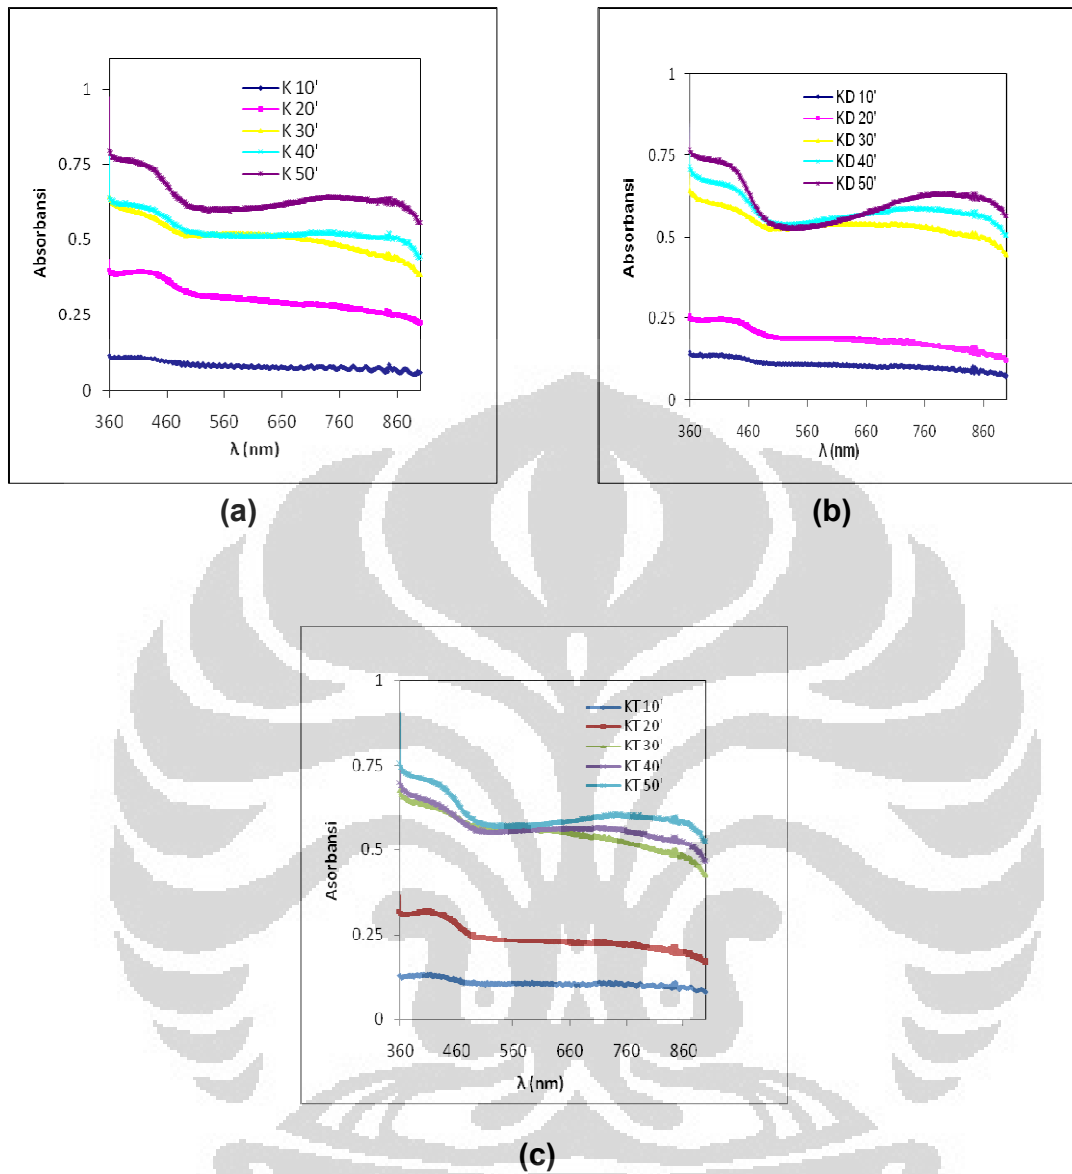 1
0.75
0.5
0.25
0
Absorbansi
K 10'
K 20'
K 30'
K 40'
K 50'
360 460 560 660 760 860
λ (nm)
(a)
1
0.75
0.5
0.25
0
Absorbansi
KD 10'
KD 20'
KD 30'
KD 40'
KD 50'
360 460 560 660 760 860
λ (nm)
(b)
1
0.75
0.5
0.25
0
Asorbansi
KT 10'
KT 20'
KT 30'
KT 40'
KT 50'
360 460 560 660 760 860
λ (nm)
(c)